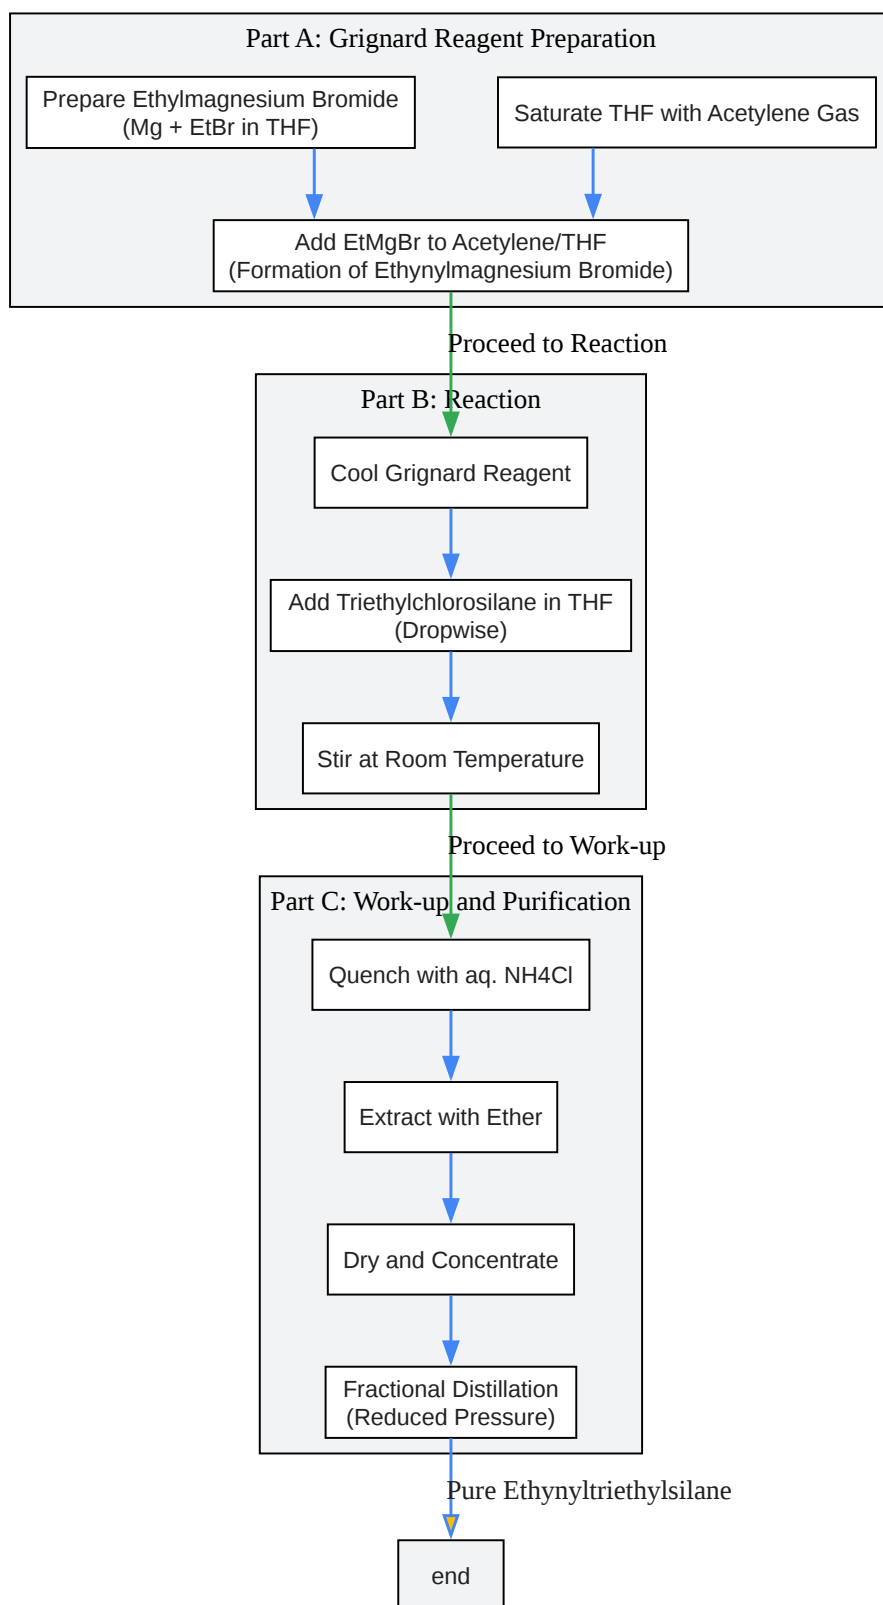 Part A: Grignard Reagent Preparation
Prepare Ethylmagnesium Bromide
(Mg + EtBr in THF)
Saturate THF with Acetylene Gas
Add EtMgBr to Acetylene/THF
(Formation of Ethynylmagnesium Bromide)
Proceed to Reaction
Part B: Reaction
Cool Grignard Reagent
Add Triethylchlorosilane in THF
(Dropwise)
Stir at Room Temperature
Proceed to Work-up
Part C: Work-up and Purification
Quench with aq. NH4Cl
Extract with Ether
Dry and Concentrate
Fractional Distillation
(Reduced Pressure)
Pure Ethynyltriethylsilane
end